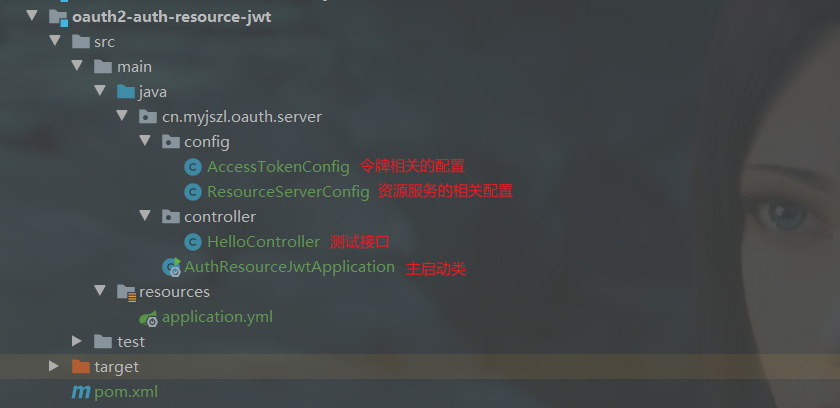 oauth2-auth-resource-jwt
src
main
java
cn.myjszl.oauth.server
config
AccessTokenConfig 令牌相关的配置
ResourceServerConfig 资源服务的相关配置
controller
HelloController 测试接口
AuthResourceJwtApplication 主启动类
resources
application.yml
test
target
pom.xml